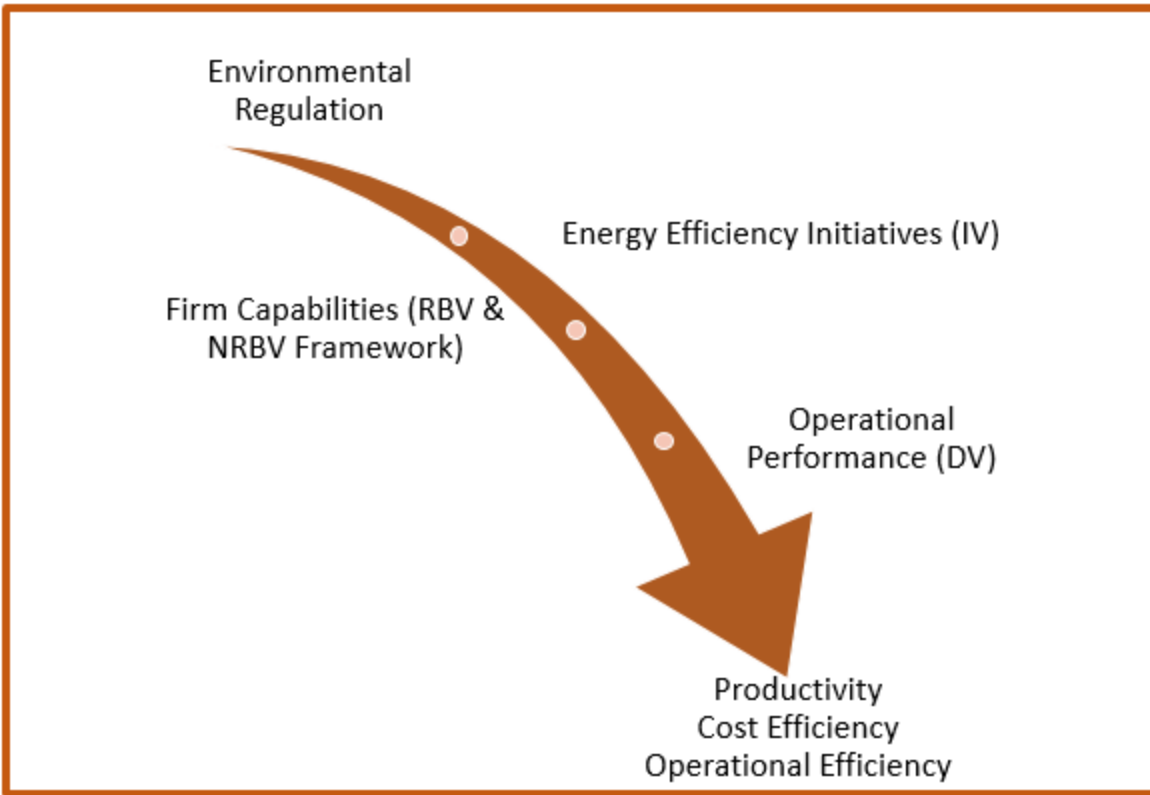 Environmental
Regulation
Energy Efficiency Initiatives (IV)
Firm Capabilities (RBV &
NRBV Framework)
Operational
Performance (DV)
Productivity
Cost Efficiency
Operational Efficiency